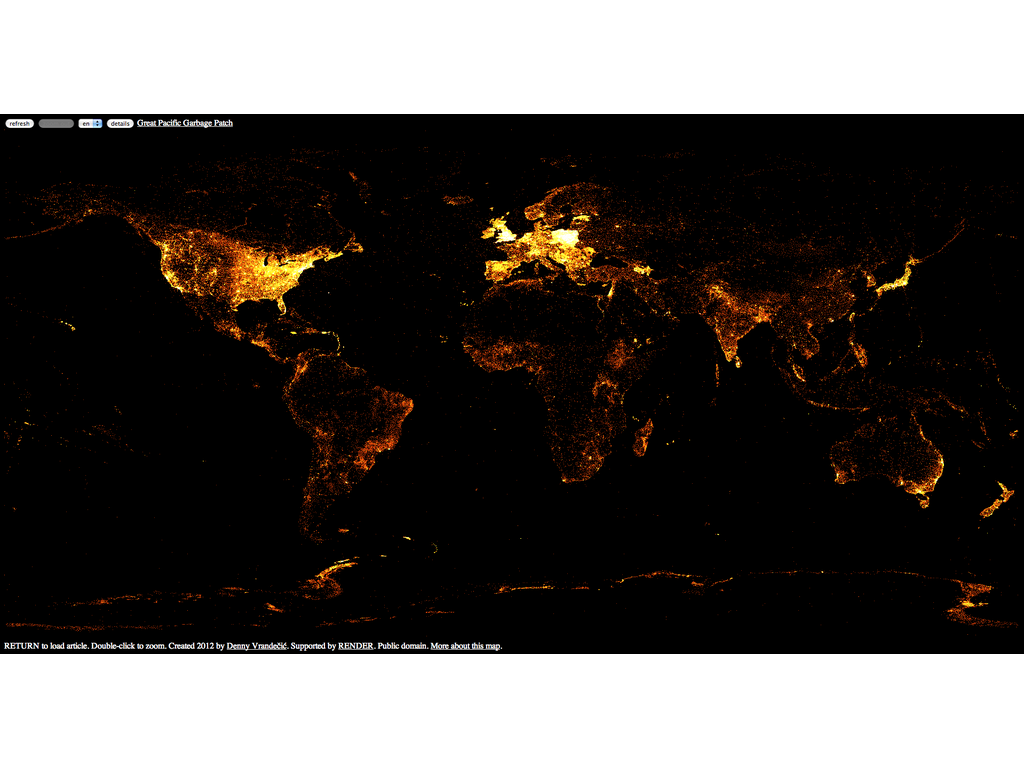 refresh en details Great Pacific Garbage Patch
RETURN to load article. Double-click to zoom. Created 2012 by Denny Vrandečić. Supported by RENDER. Public domain. More about this map.